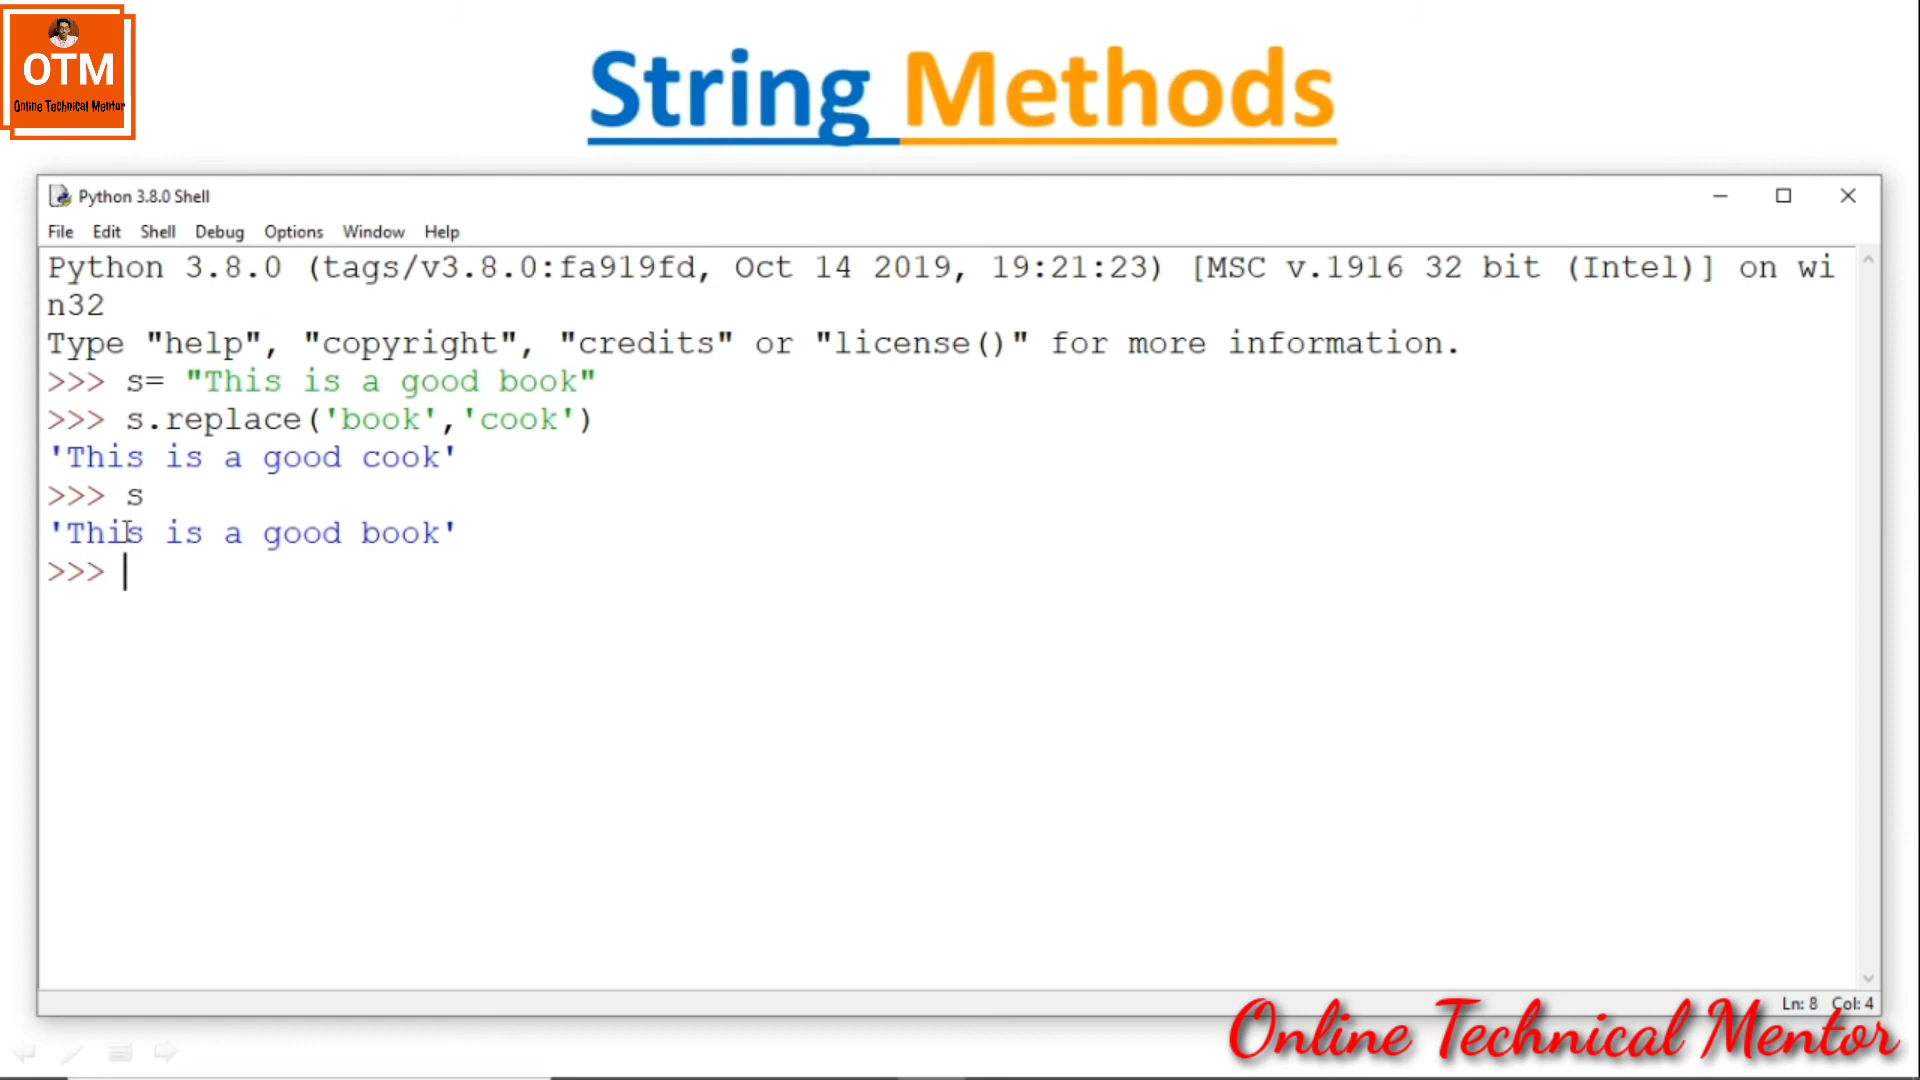 OTM
Online Technical Mentor
String Methods
Python 3.8.0 Shell
File Edit Shell Debug Options Window Help
Python 3.8.0 (tags/v3.8.0:fa919fd, Oct 14 2019, 19:21:23) [MSC v.1916 32 bit (Intel)] on wi
n32
Type "help", "copyright", "credits" or "license()" for more information.
>>> s= "This is a good book"
>>> s.replace('book','cook')
'This is a good cook'
>>> s
'This is a good book'
>>>
Ln: 8 Col: 4
Online Technical Mentor